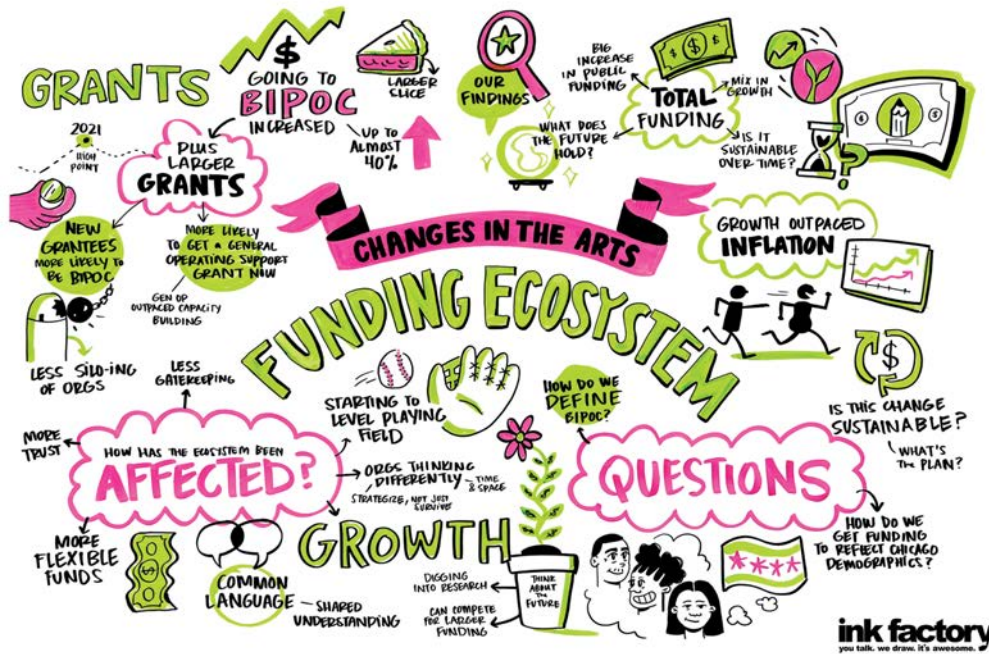 GRANTS
$
GOING TO
BIPOC
INCREASED
LARGER
SLICE
UP TO
ALMOST
40%
2021
HIGH
POINT
PLUS
LARGER
GRANTS
NEW
GRANTEES
MORE LIKELY TO
BE BIPOC
MORE LIKELY
TO GET A GENERAL
OPERATING SUPPORT
GRANT NOW
GEN OP
OUTPACED CAPACITY
BUILDING
LESS SILO-ING
OF ORGS
OUR
FINDINGS
BIG
INCREASE
IN PUBLIC
FUNDING
TOTAL
FUNDING
MIX IN
GROWTH
WHAT DOES
THE FUTURE
HOLD?
IS IT
SUSTAINABLE
OVER TIME?
$
?
CHANGES IN THE ARTS
FUNDING ECOSYSTEM
GROWTH OUTPACED
INFLATION
$
IS THIS CHANGE
SUSTAINABLE?
WHAT'S
THE PLAN?
LESS
GATEKEEPING
MORE
TRUST
HOW HAS THE ECOSYSTEM BEEN
AFFECTED?
STARTING TO
LEVEL PLAYING
FIELD
ORGS THINKING
DIFFERENTLY – TIME
& SPACE
STRATEGIZE, NOT JUST
SURVIVE
MORE
FLEXIBLE
FUNDS
$
COMMON
LANGUAGE – SHARED
UNDERSTANDING
GROWTH
DIGGING
INTO RESEARCH
CAN COMPETE
FOR LARGER
FUNDING
THINK
ABOUT
THE
FUTURE
HOW DO WE
DEFINE
BIPOC?
QUESTIONS
HOW DO WE
GET FUNDING
TO REFLECT CHICAGO
DEMOGRAPHICS?
ink factory
you talk. we draw. it's awesome.